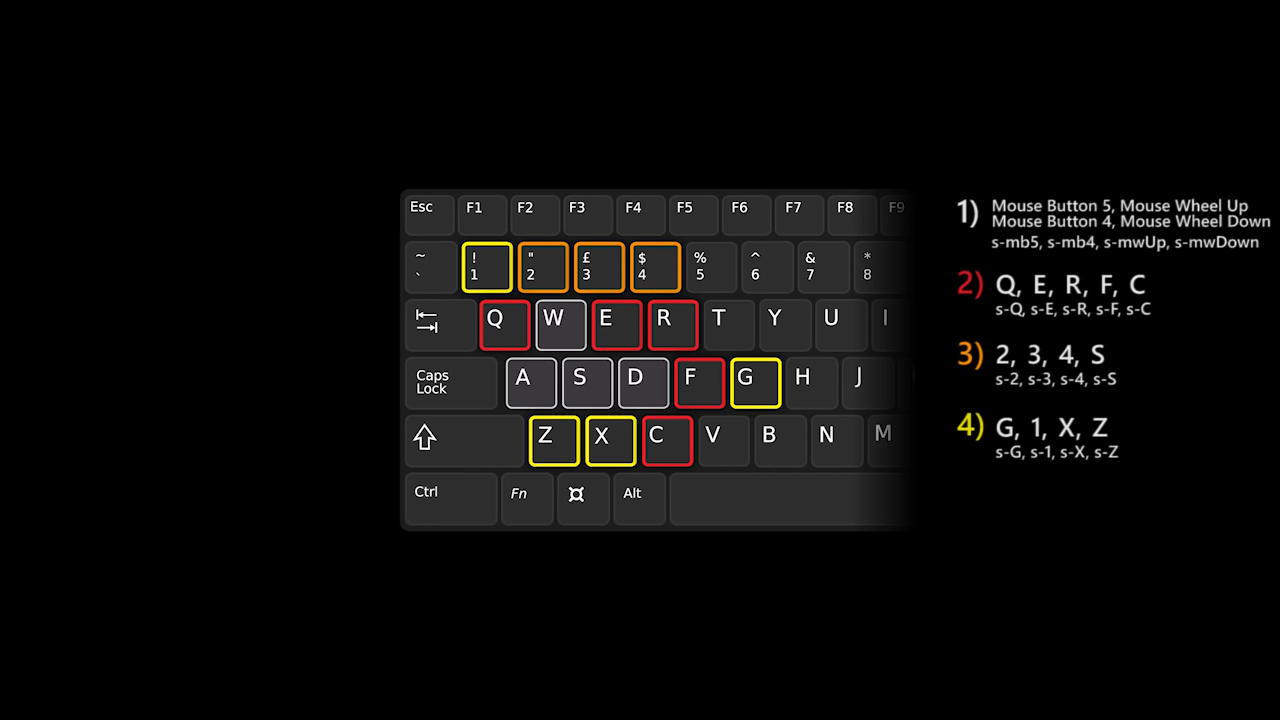 Esc F1 F2 F3 F4 F5 F6 F7 F8 F9
~ ! " £ $ % ^ & *
` 1 2 3 4 5 6 7 8
Q W E R T Y U I
Caps
Lock
A S D F G H J
Z X C V B N M
Ctrl Fn Alt
1) Mouse Button 5, Mouse Wheel Up
Mouse Button 4, Mouse Wheel Down
s-mb5, s-mb4, s-mwUp, s-mwDown
2) Q, E, R, F, C
s-Q, s-E, s-R, s-F, s-C
3) 2, 3, 4, S
s-2, s-3, s-4, s-S
4) G, 1, X, Z
s-G, s-1, s-X, s-Z